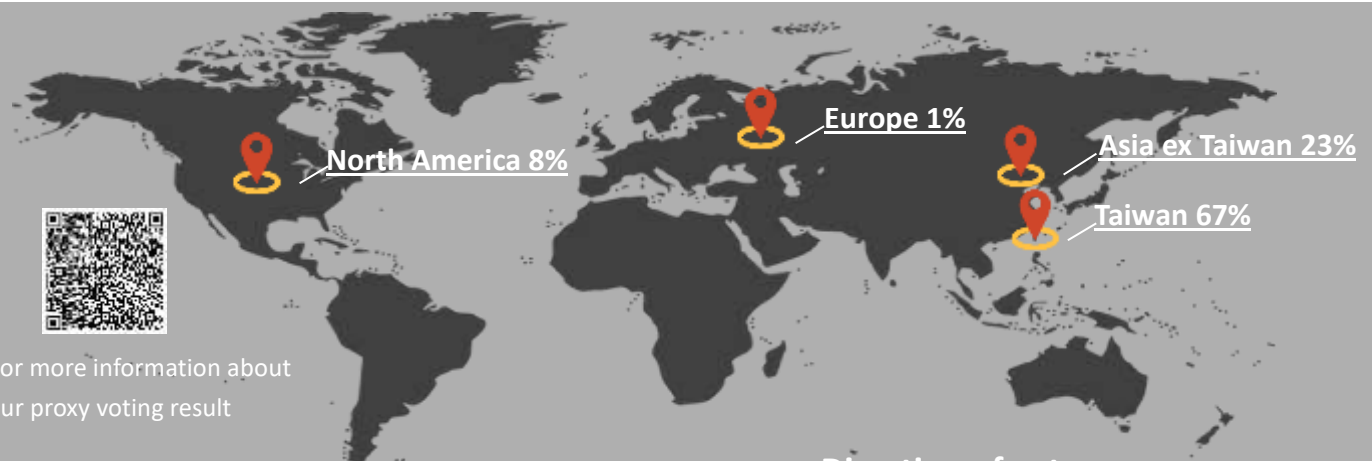 Europe 1%
Asia ex Taiwan 23%
North America 8%
Taiwan 67%
or more information about
ur proxy voting result